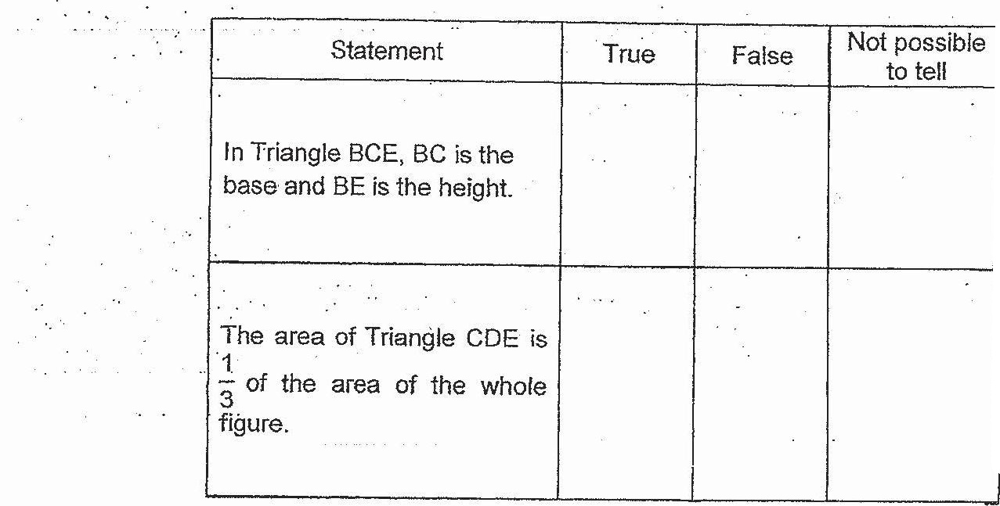 Statement True False Not possible to tell
In Triangle BCE, BC is the
base and BE is the height.
The area of Triangle CDE is
1/3 of the area of the whole
figure.